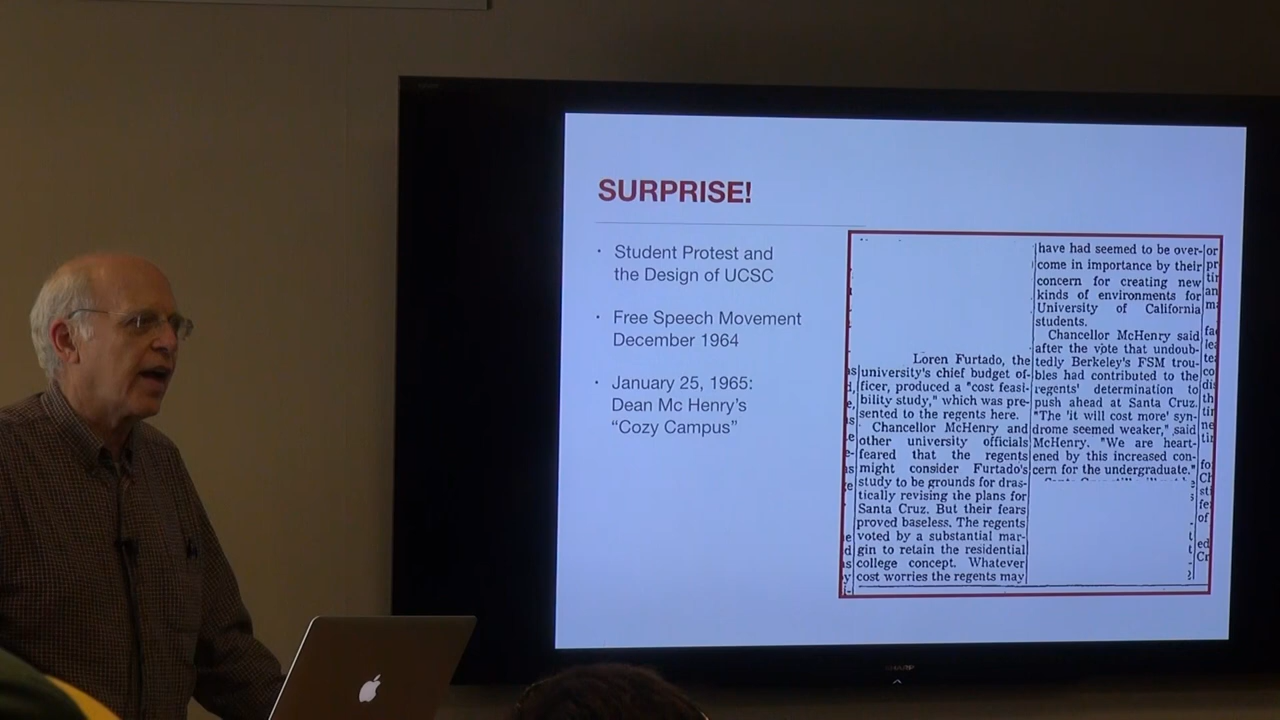 SURPRISE!
· Student Protest and
the Design of UCSC
· Free Speech Movement
December 1964
· January 25, 1965:
Dean Mc Henry's
“Cozy Campus”
Loren Furtado, the
university's chief budget of-
ficer, produced a "cost feasi-
bility study," which was pre-
sented to the regents here.
Chancellor McHenry and
other university officials
feared that the regents
might consider Furtado's
study to be grounds for dras-
tically revising the plans for
Santa Cruz. But their fears
proved baseless. The regents
voted by a substantial mar-
gin to retain the residential
college concept. Whatever
cost worries the regents may
have had seemed to be over-
come in importance by their
concern for creating new
kinds of environments for
University of California
students.
Chancellor McHenry said
after the vote that undoub-
tedly Berkeley's FSM trou-
bles had contributed to the
regents' determination to
push ahead at Santa Cruz.
"The 'it will cost more' syn-
drome seemed weaker," said
McHenry. "We are heart-
ened by this increased con-
cern for the undergraduate."
SHARP